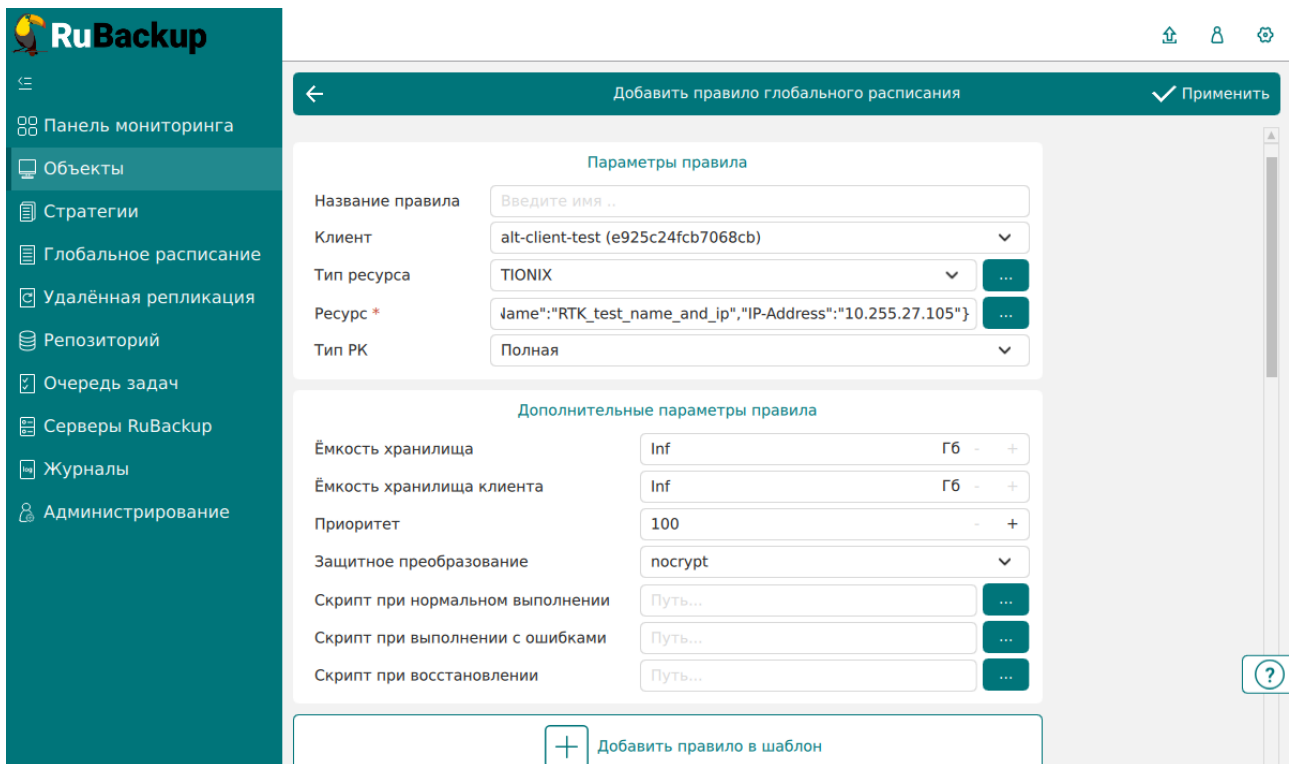 RuBackup
Добавить правило глобального расписания
Применить
Панель мониторинга
Объекты
Стратегии
Глобальное расписание
Удалённая репликация
Репозиторий
Очередь задач
Серверы RuBackup
log Журналы
Администрирование
Параметры правила
Название правила Введите имя ..
Клиент alt-client-test (e925c24fcb7068cb)
Тип ресурса TIONIX ...
Ресурс * Name":"RTK_test_name_and_ip","IP-Address":"10.255.27.105"} ...
Тип РК Полная
Дополнительные параметры правила
Ёмкость хранилища Inf Гб - +
Ёмкость хранилища клиента Inf Гб - +
Приоритет 100 - +
Защитное преобразование nocrypt
Скрипт при нормальном выполнении Путь... ...
Скрипт при выполнении с ошибками Путь... ...
Скрипт при восстановлении Путь... ...
?
+ Добавить правило в шаблон